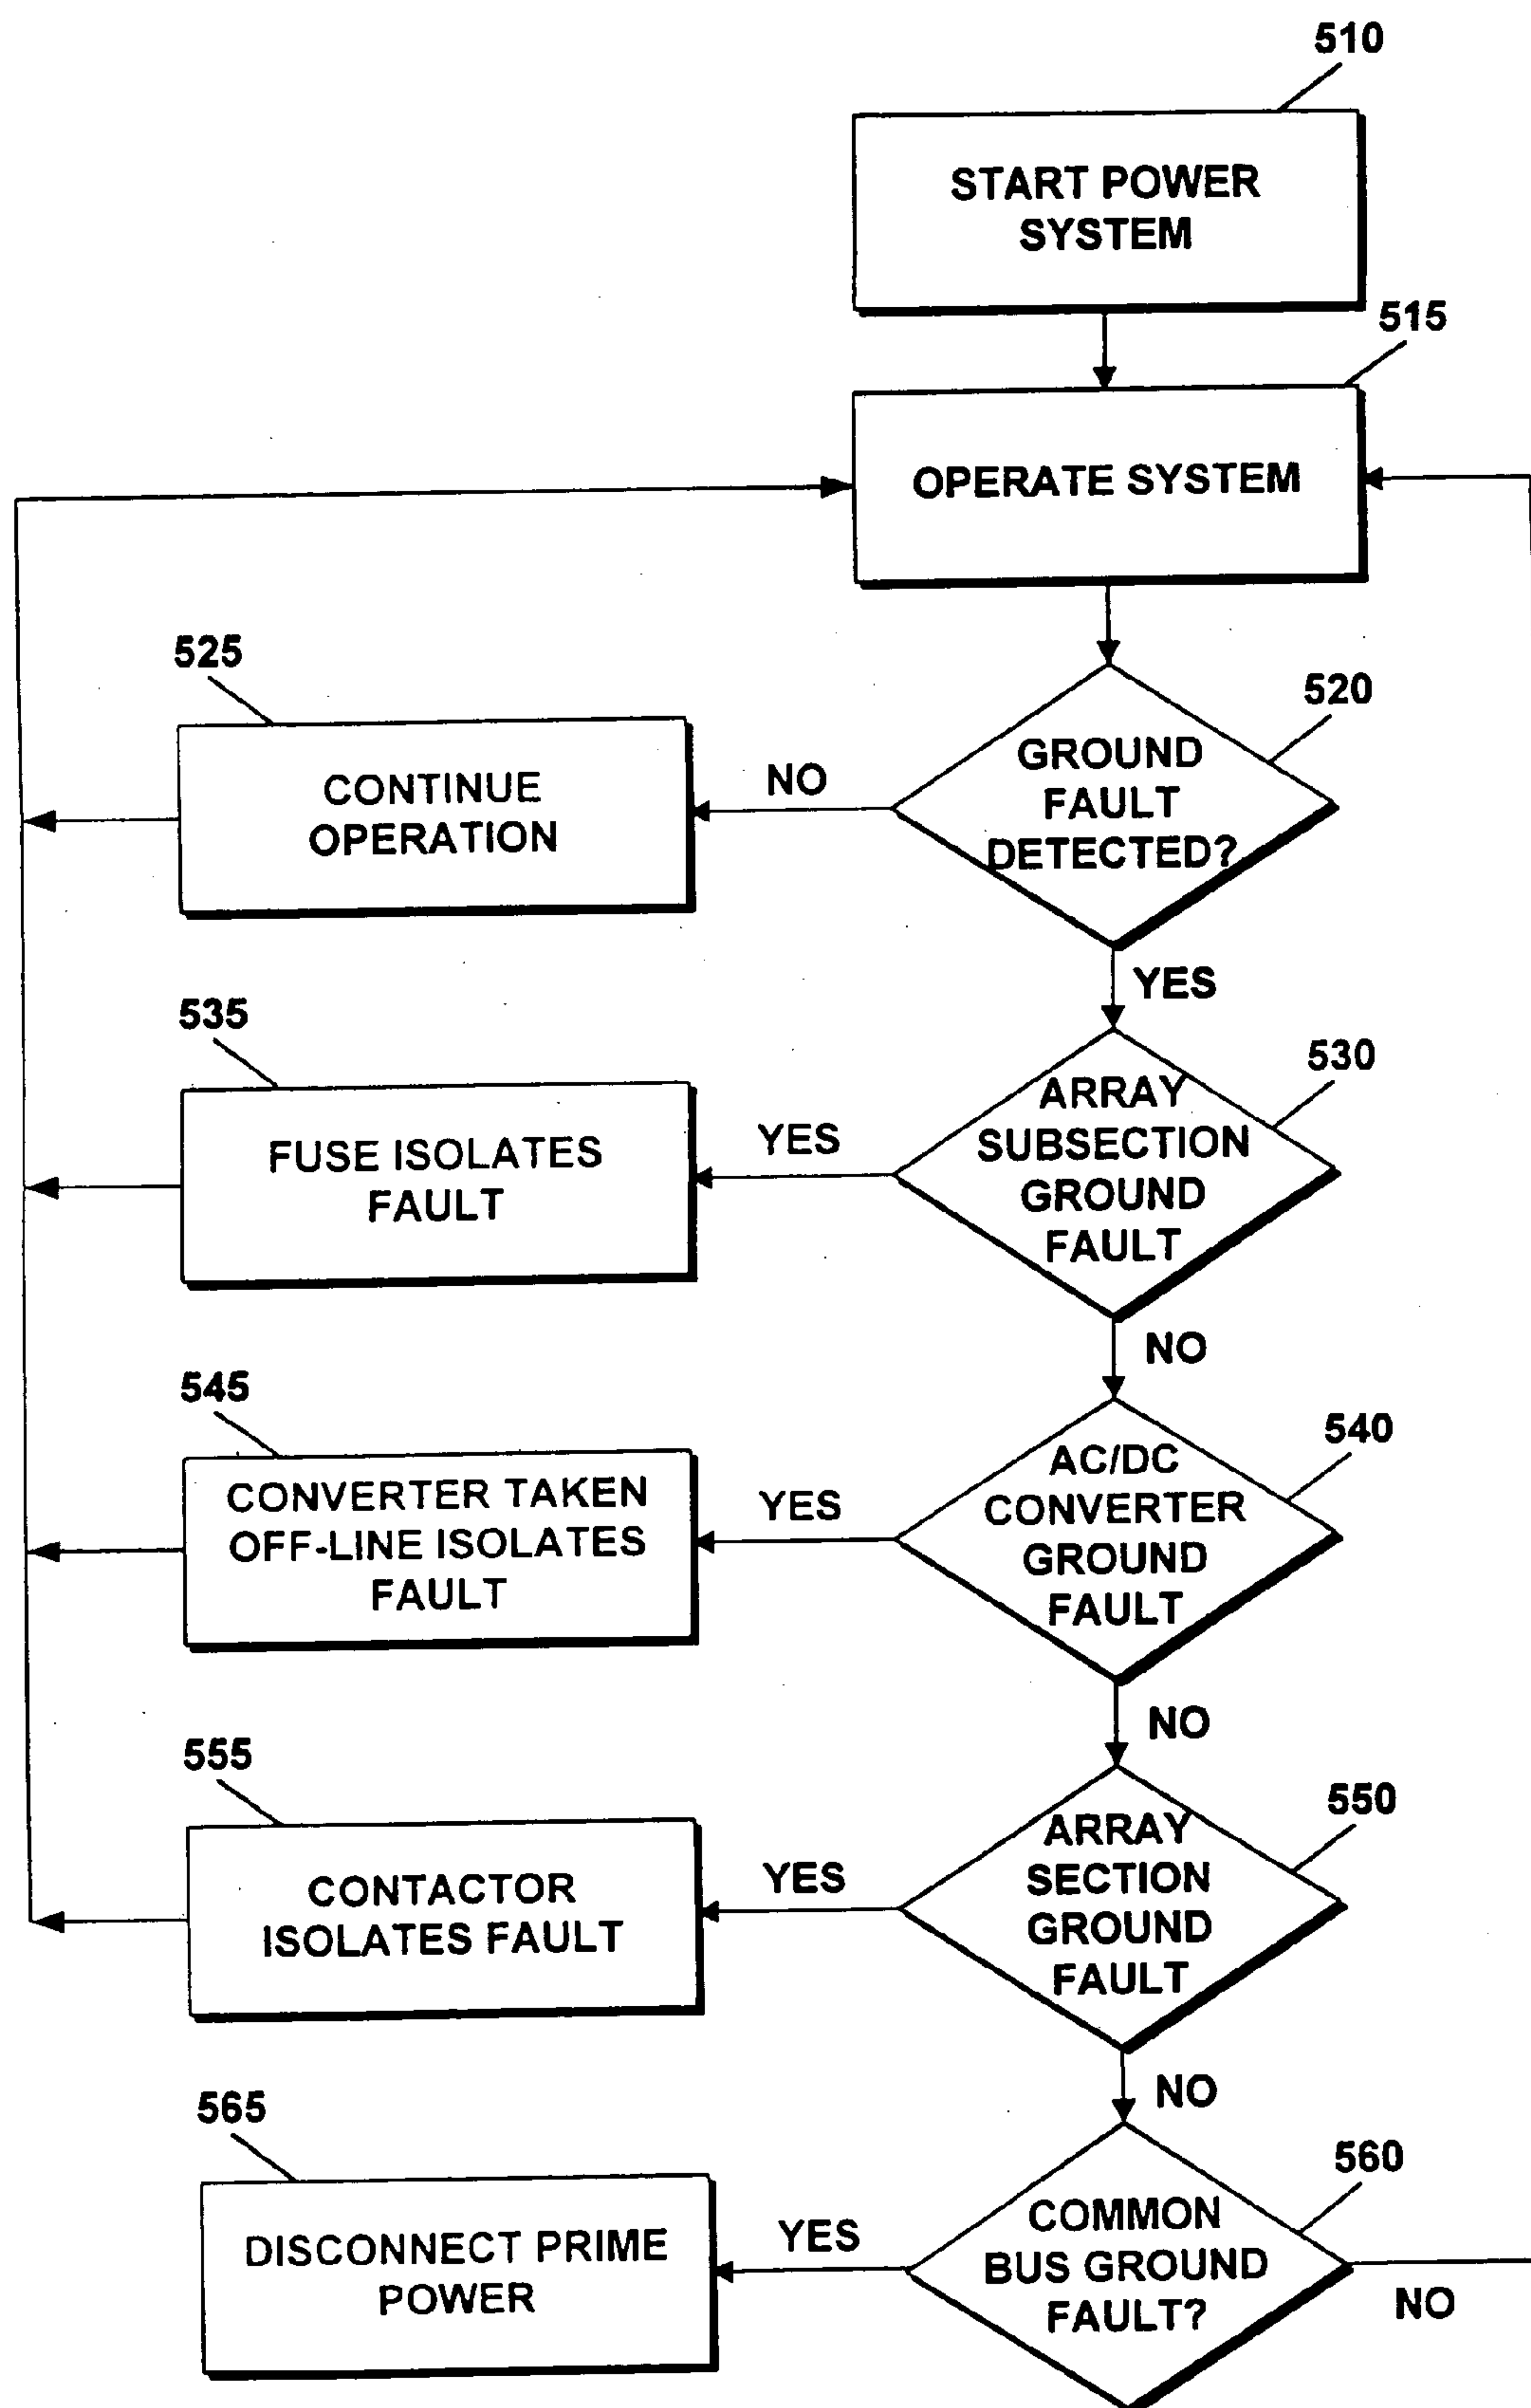 510
START POWER
SYSTEM
515
OPERATE SYSTEM
525
CONTINUE
OPERATION
NO
520
GROUND
FAULT
DETECTED?
YES
535
FUSE ISOLATES
FAULT
YES
530
ARRAY
SUBSECTION
GROUND
FAULT
NO
545
CONVERTER TAKEN
OFF-LINE ISOLATES
FAULT
YES
540
AC/DC
CONVERTER
GROUND
FAULT
NO
555
CONTACTOR
ISOLATES FAULT
YES
550
ARRAY
SECTION
GROUND
FAULT
NO
565
DISCONNECT PRIME
POWER
YES
560
COMMON
BUS GROUND
FAULT?
NO